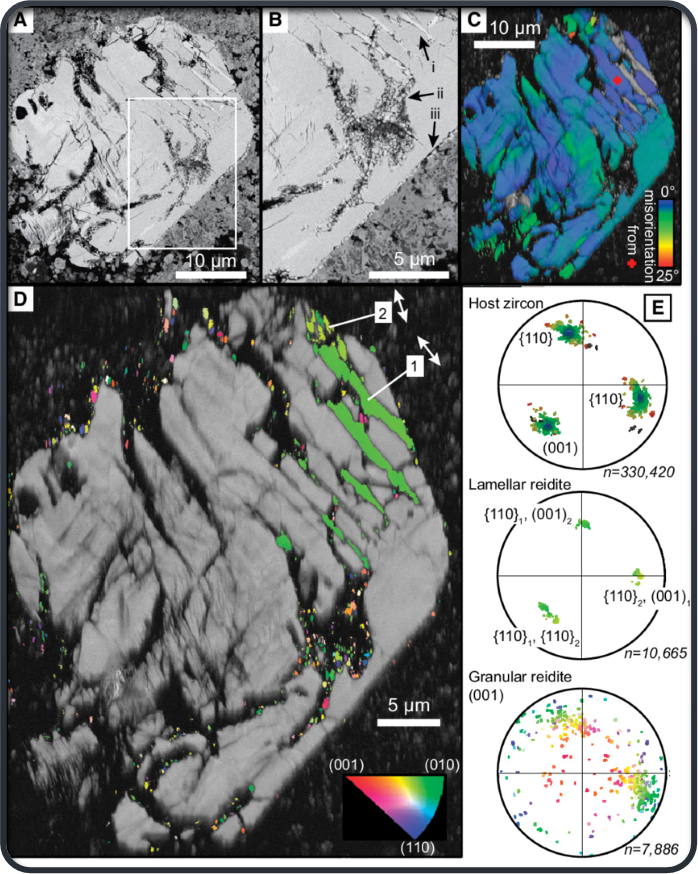 A
10 μm
B
i
ii
iii
5 μm
C
10 μm
0°
misorientation
from
25°
D
2
1
5 μm
(001)
(010)
(110)
E
Host zircon
{110}
{110}
(001)
n=330,420
Lamellar reidite
{110}₁, (001)₂
{110}₂, (001)₁
{110}₁, {110}₂
n=10,665
Granular reidite
(001)
n=7,886